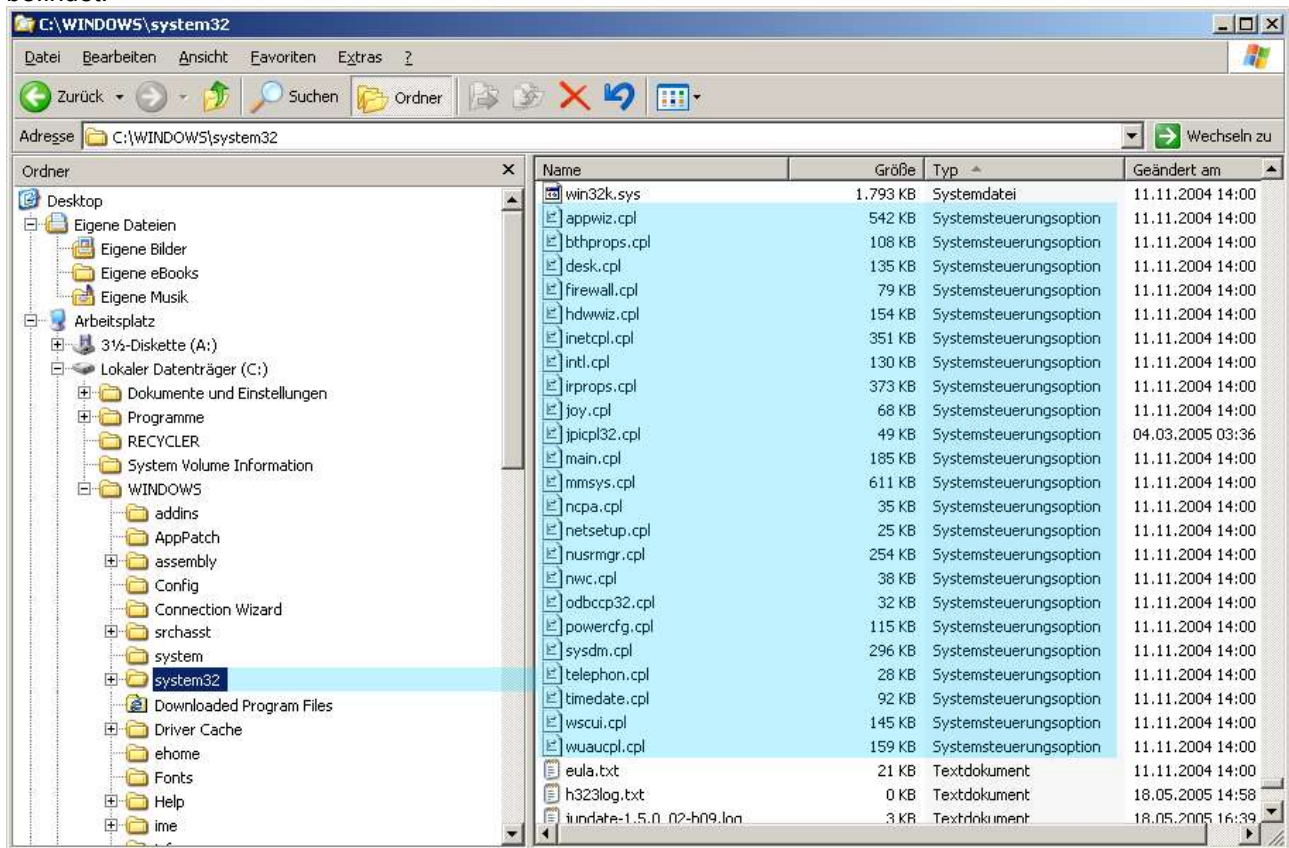 C:\WINDOWS\system32
Datei Bearbeiten Ansicht Favoriten Extras ?
Zurück Suchen Ordner
Adresse C:\WINDOWS\system32 Wechseln zu
Ordner
Desktop
Eigene Dateien
Eigene Bilder
Eigene eBooks
Eigene Musik
Arbeitsplatz
3½-Diskette (A:)
Lokaler Datenträger (C:)
Dokumente und Einstellungen
Programme
RECYCLER
System Volume Information
WINDOWS
addins
AppPatch
assembly
Config
Connection Wizard
srchasst
system
system32
Downloaded Program Files
Driver Cache
ehome
Fonts
Help
ime
Name Größe Typ Geändert am
win32k.sys 1.793 KB Systemdatei 11.11.2004 14:00
appwiz.cpl 542 KB Systemsteuerungsoption 11.11.2004 14:00
bthprops.cpl 108 KB Systemsteuerungsoption 11.11.2004 14:00
desk.cpl 135 KB Systemsteuerungsoption 11.11.2004 14:00
firewall.cpl 79 KB Systemsteuerungsoption 11.11.2004 14:00
hdwwiz.cpl 154 KB Systemsteuerungsoption 11.11.2004 14:00
inetcpl.cpl 351 KB Systemsteuerungsoption 11.11.2004 14:00
intl.cpl 130 KB Systemsteuerungsoption 11.11.2004 14:00
irprops.cpl 373 KB Systemsteuerungsoption 11.11.2004 14:00
joy.cpl 68 KB Systemsteuerungsoption 11.11.2004 14:00
jpicpl32.cpl 49 KB Systemsteuerungsoption 04.03.2005 03:36
main.cpl 185 KB Systemsteuerungsoption 11.11.2004 14:00
mmsys.cpl 611 KB Systemsteuerungsoption 11.11.2004 14:00
ncpa.cpl 35 KB Systemsteuerungsoption 11.11.2004 14:00
netsetup.cpl 25 KB Systemsteuerungsoption 11.11.2004 14:00
nusrmgr.cpl 254 KB Systemsteuerungsoption 11.11.2004 14:00
nwc.cpl 38 KB Systemsteuerungsoption 11.11.2004 14:00
odbccp32.cpl 32 KB Systemsteuerungsoption 11.11.2004 14:00
powercfg.cpl 115 KB Systemsteuerungsoption 11.11.2004 14:00
sysdm.cpl 296 KB Systemsteuerungsoption 11.11.2004 14:00
telephon.cpl 28 KB Systemsteuerungsoption 11.11.2004 14:00
timedate.cpl 92 KB Systemsteuerungsoption 11.11.2004 14:00
wscui.cpl 145 KB Systemsteuerungsoption 11.11.2004 14:00
wuaucpl.cpl 159 KB Systemsteuerungsoption 11.11.2004 14:00
eula.txt 21 KB Textdokument 11.11.2004 14:00
h323log.txt 0 KB Textdokument 18.05.2005 14:58
3 KB Textdokument 18.05.2005 16:39